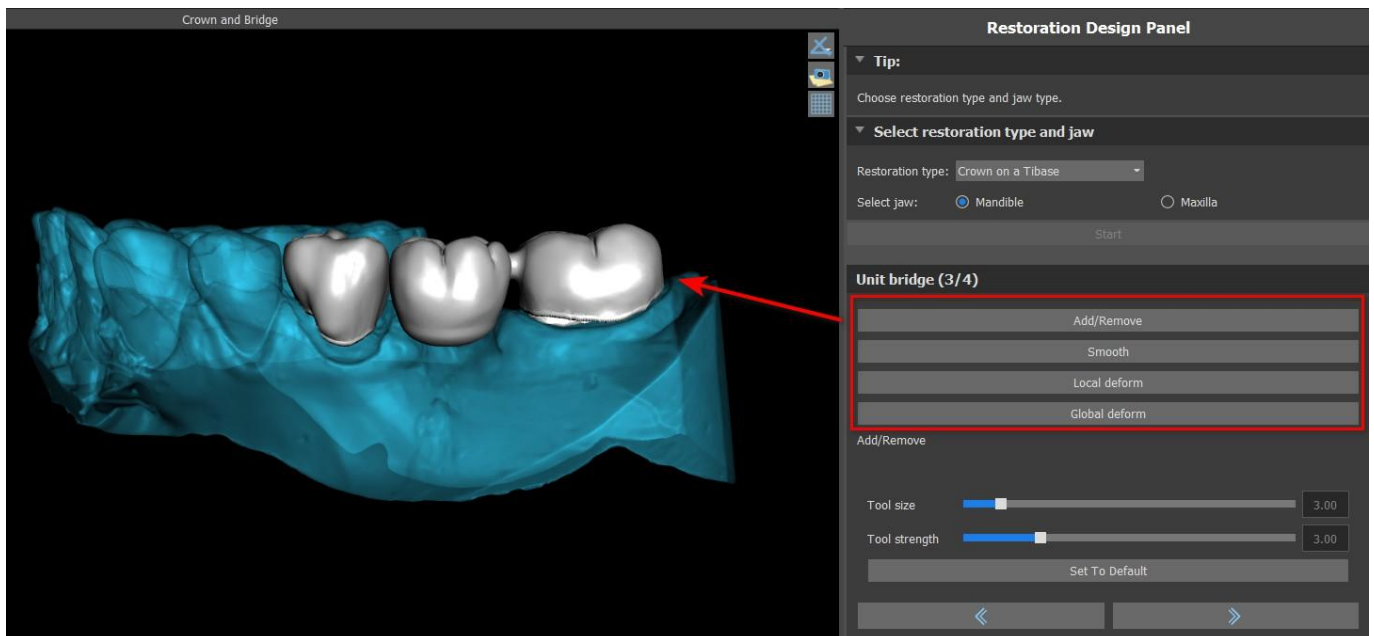 Crown and Bridge
Restoration Design Panel
Tip:
Choose restoration type and jaw type.
Select restoration type and jaw
Restoration type: Crown on a Tibase
Select jaw: Mandible Maxilla
Start
Unit bridge (3/4)
Add/Remove
Smooth
Local deform
Global deform
Add/Remove
Tool size 3.00
Tool strength 3.00
Set To Default